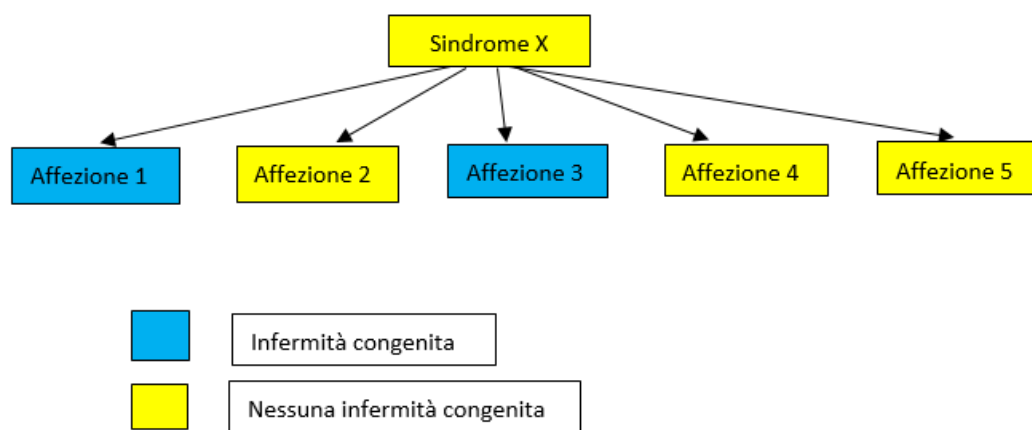 Sindrome X
Affezione 1
Affezione 2
Affezione 3
Affezione 4
Affezione 5
Infermità congenita
Nessuna infermità congenita